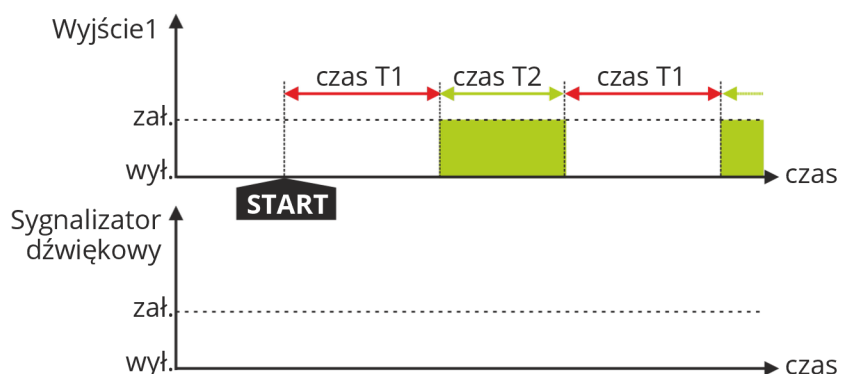 Wyjście1
czas T1
czas T2
czas T1
zał.
wył.
czas
START
Sygnalizator
dźwiękowy
zał.
wył.
czas